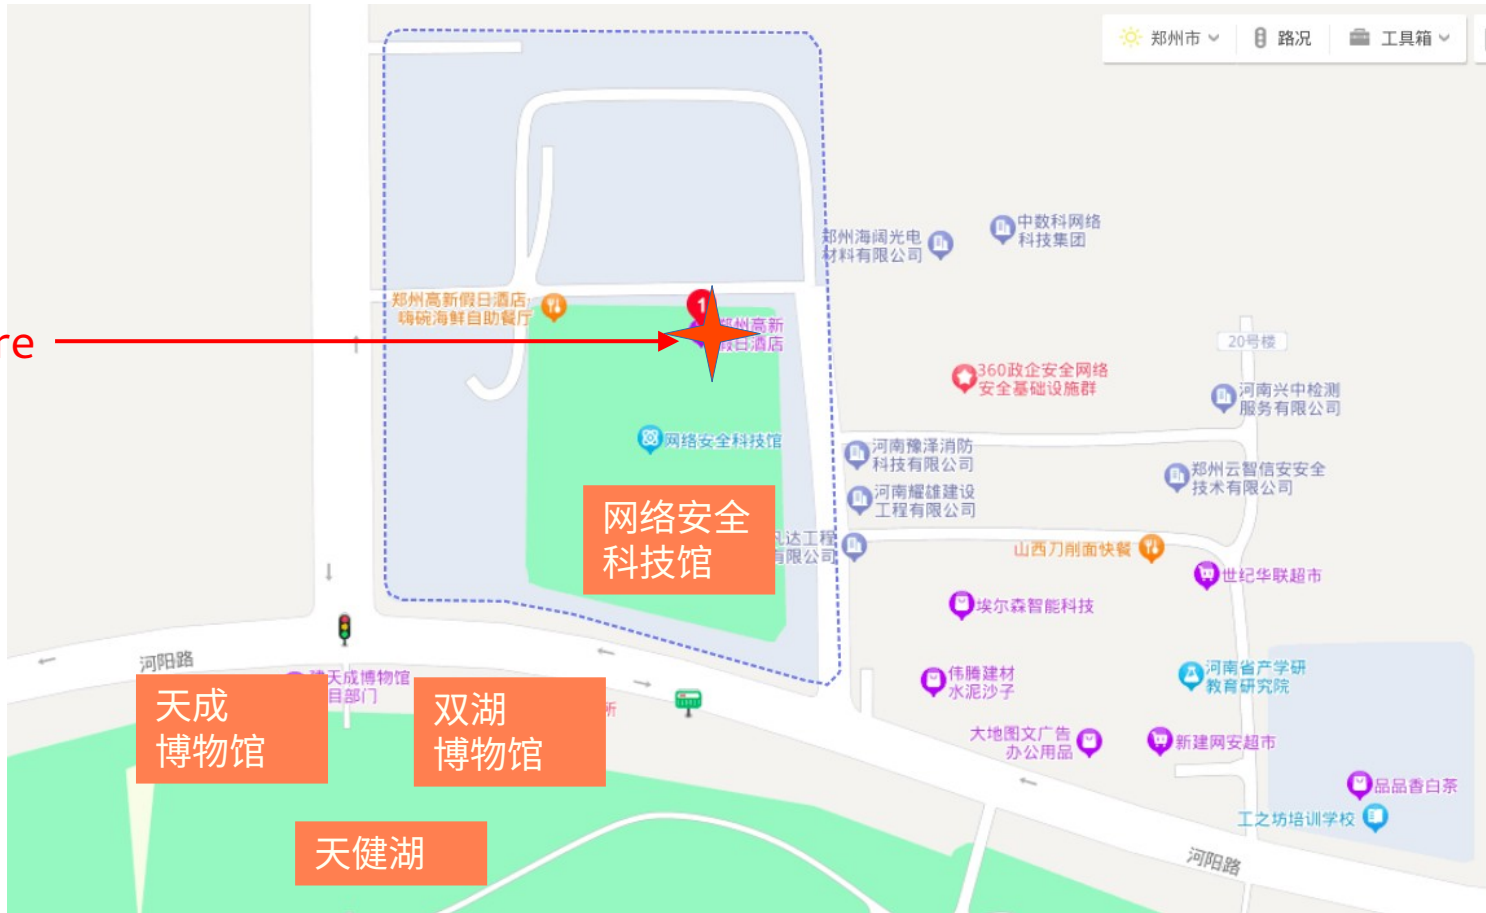 郑州市
路况
工具箱
中数科网络
科技集团
郑州海阔光电
材料有限公司
郑州高新假日酒店
嗨碗海鲜自助餐厅
1
郑州高新
假日酒店
re
20号楼
360政企安全网络
安全基础设施群
河南兴中检测
服务有限公司
网络安全科技馆
河南豫泽消防
科技有限公司
郑州云智信安安全
技术有限公司
河南耀雄建设
工程有限公司
网络安全
科技馆
凡达工程
有限公司
山西刀削面快餐
世纪华联超市
埃尔森智能科技
河阳路
天成博物馆
目部门
河南省产学研
教育研究院
伟腾建材
水泥沙子
天成
博物馆
双湖
博物馆
所
大地图文广告
办公用品
新建网安超市
品品香白茶
工之坊培训学校
天健湖
河阳路